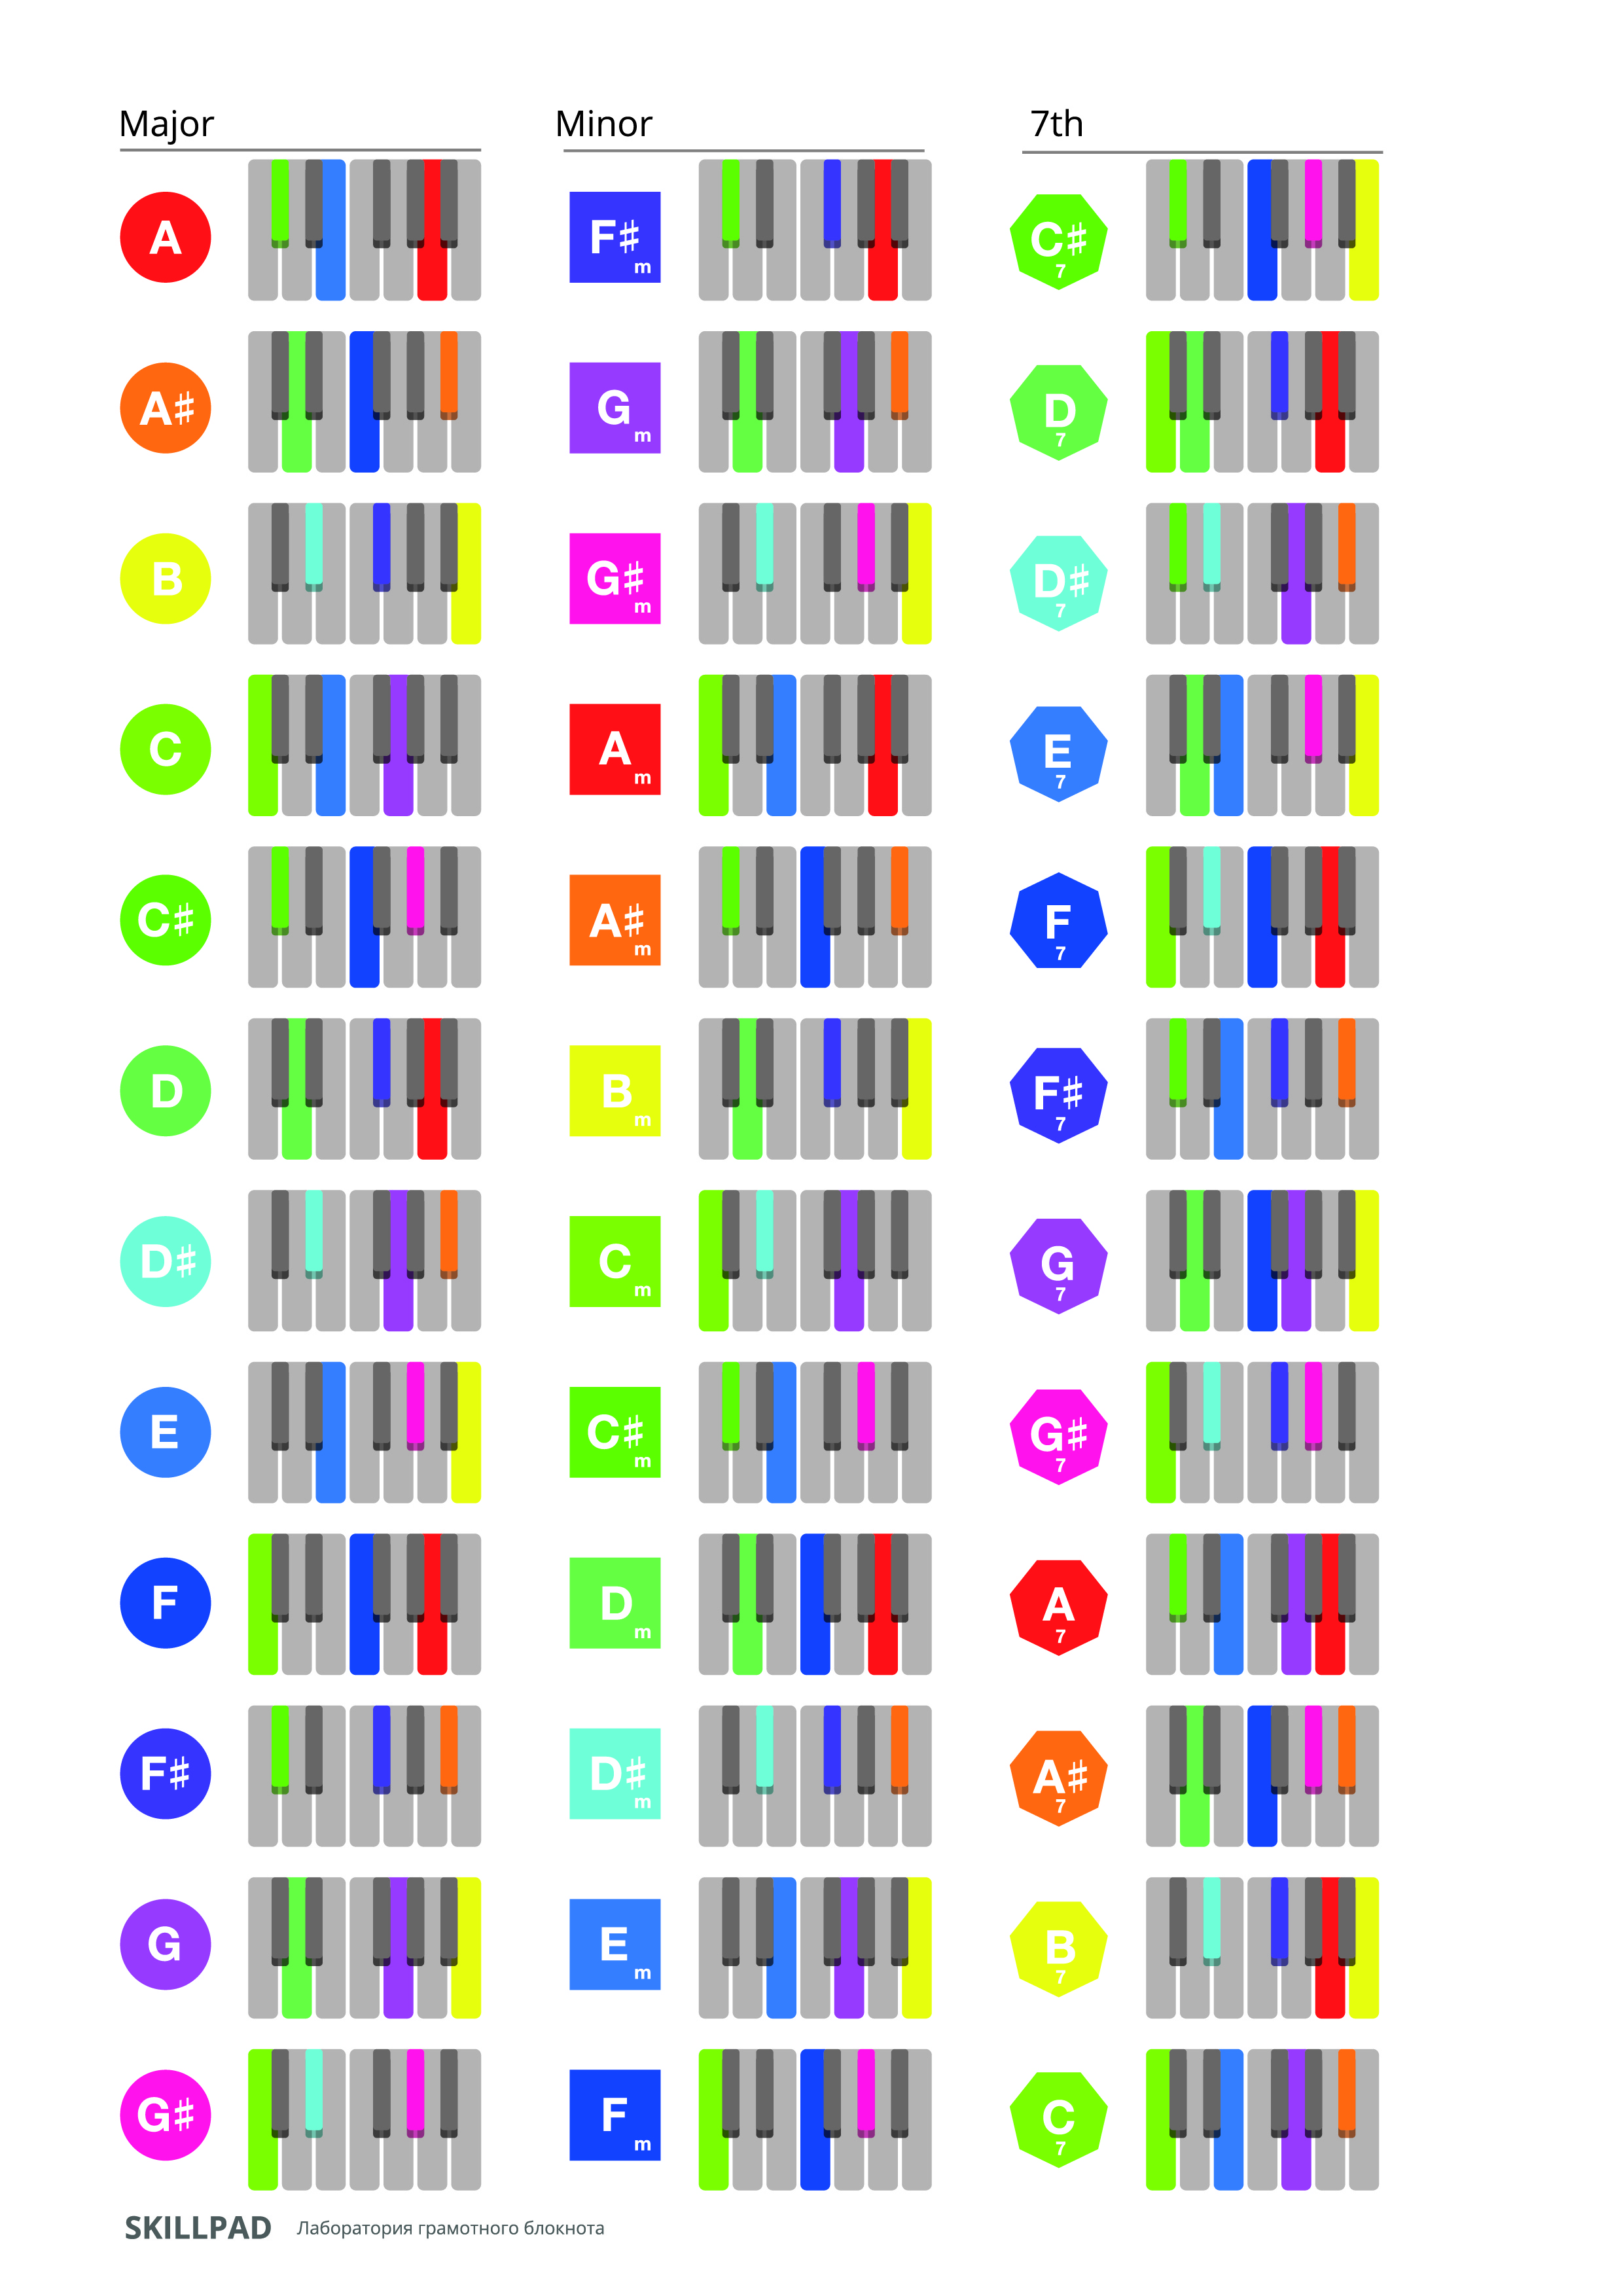 Major Minor 7th
A F♯ m C♯ 7
A♯ G m D 7
B G♯ m D♯ 7
C A m E 7
C♯ A♯ m F 7
D B m F♯ 7
D♯ C m G 7
E C♯ m G♯ 7
F D m A 7
F♯ D♯ m A♯ 7
G E m B 7
G♯ F m C 7
SKILLPAD Лаборатория грамотного блокнота